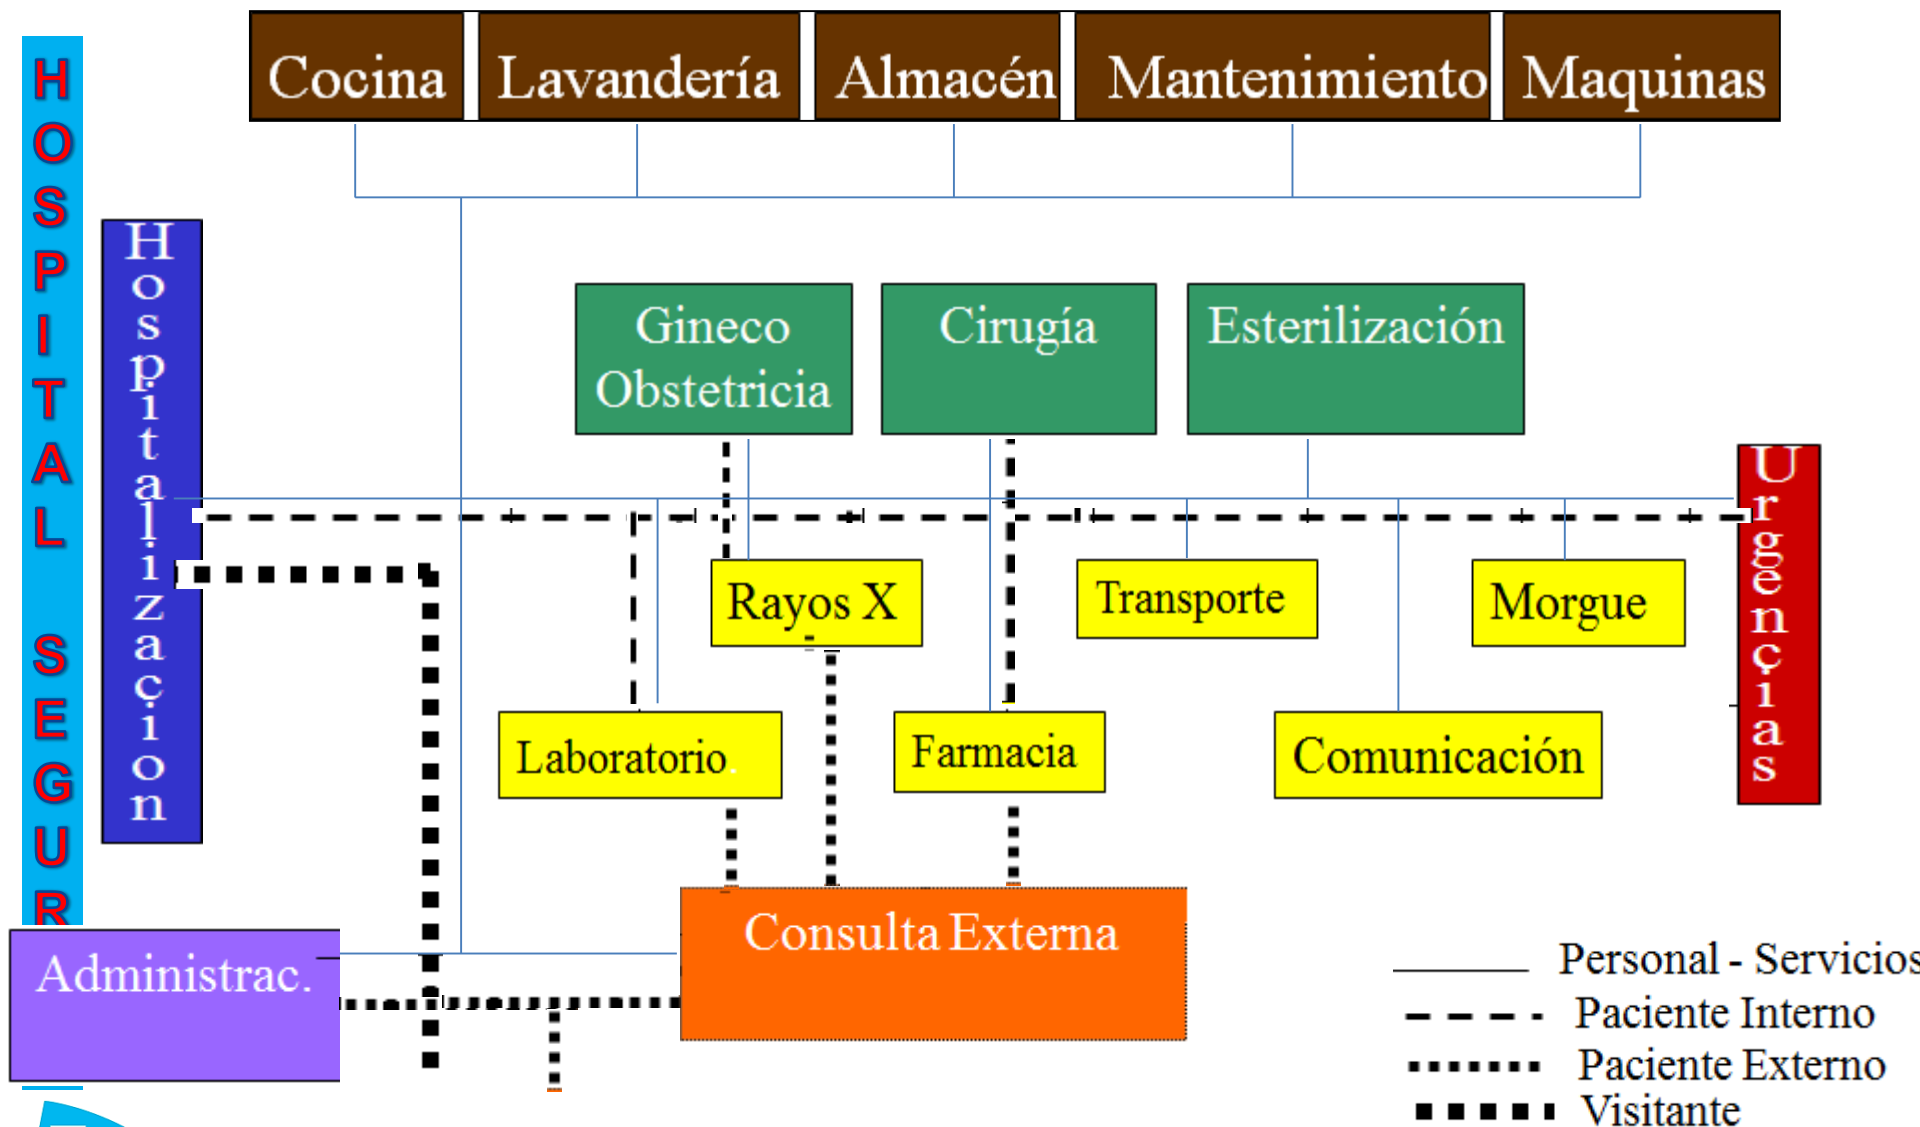 HOSPITAL SEGUR
Cocina
Lavandería
Almacén
Mantenimiento
Maquinas
Hospitalización
Gineco
Obstetricia
Cirugía
Esterilización
Urgencias
Rayos X
Transporte
Morgue
Laboratorio.
Farmacia
Comunicación
Consulta Externa
Administrac.
Personal - Servicios
Paciente Interno
Paciente Externo
Visitante